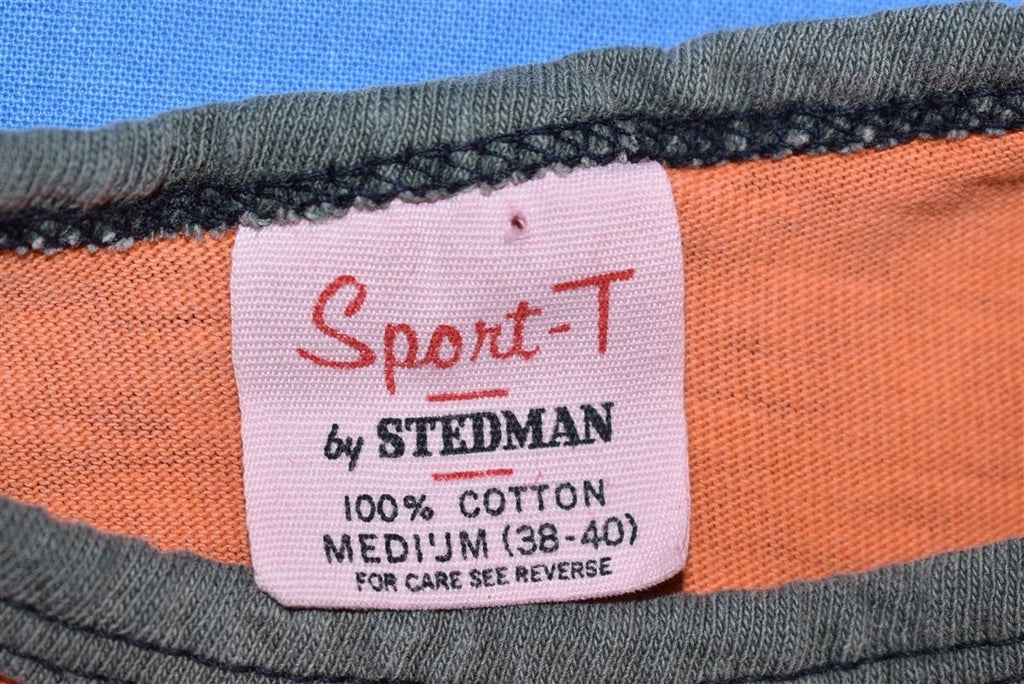 Sport-T
by STEDMAN
100% COTTON
MEDIUM (38-40)
FOR CARE SEE REVERSE